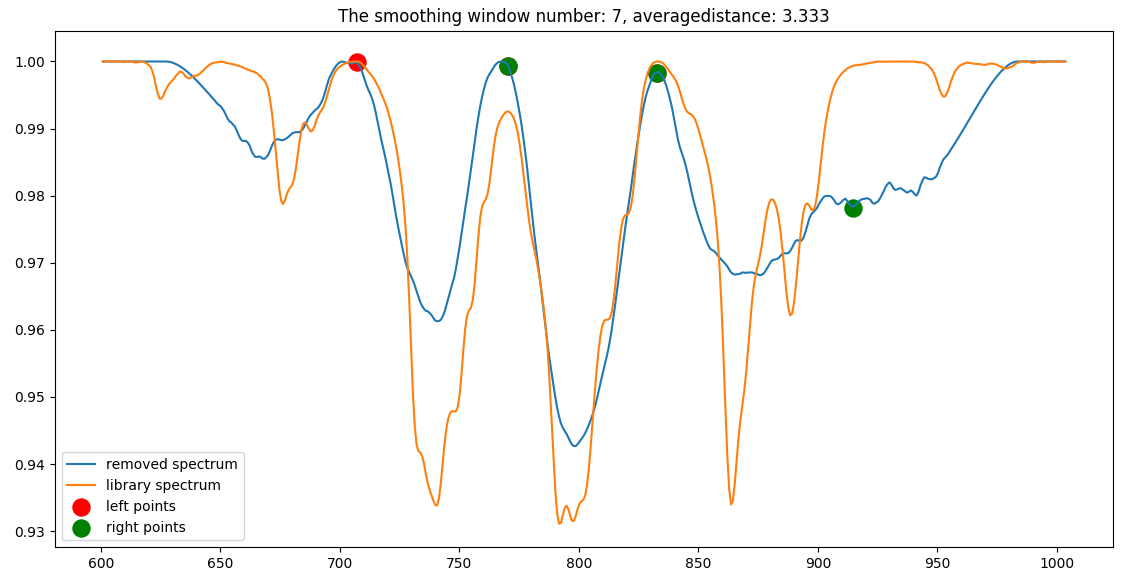 The smoothing window number: 7, averagedistance: 3.333
1.00
0.99
0.98
0.97
0.96
0.95
0.94
0.93
removed spectrum
library spectrum
left points
right points
600 650 700 750 800 850 900 950 1000